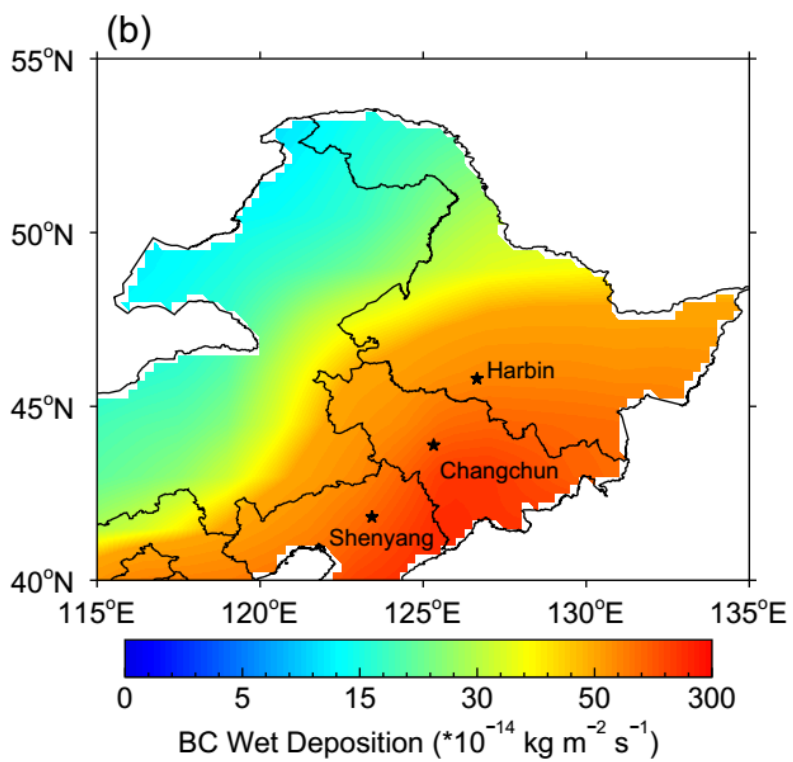 (b)
55°N
50°N
45°N
40°N
Harbin
Changchun
Shenyang
115°E 120°E 125°E 130°E 135°E
0 5 15 30 50 300
BC Wet Deposition (*10⁻¹⁴ kg m⁻² s⁻¹)